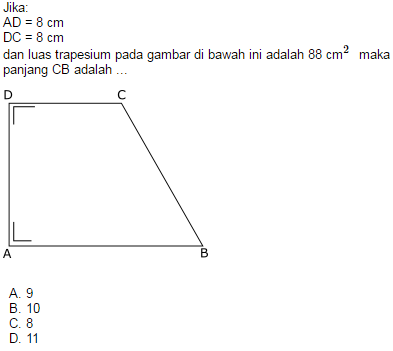 Jika:
AD = 8 cm
DC = 8 cm
dan luas trapesium pada gambar di bawah ini adalah 88 cm² maka
panjang CB adalah ...
D C
A B
A. 9
B. 10
C. 8
D. 11